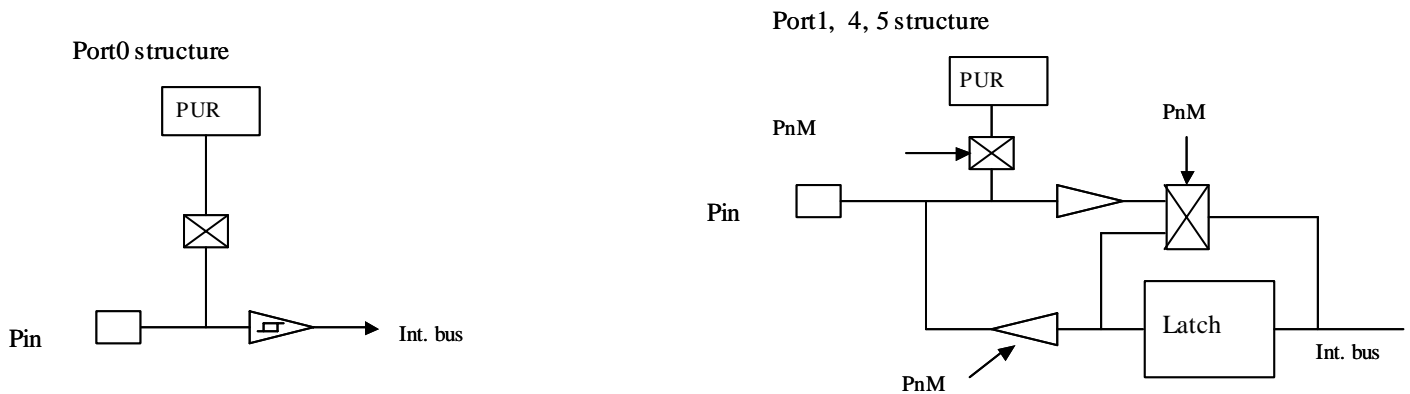 Port0 structure
PUR
Pin
Int. bus
Port1, 4, 5 structure
PUR
PnM
PnM
Pin
Latch
Int. bus
PnM